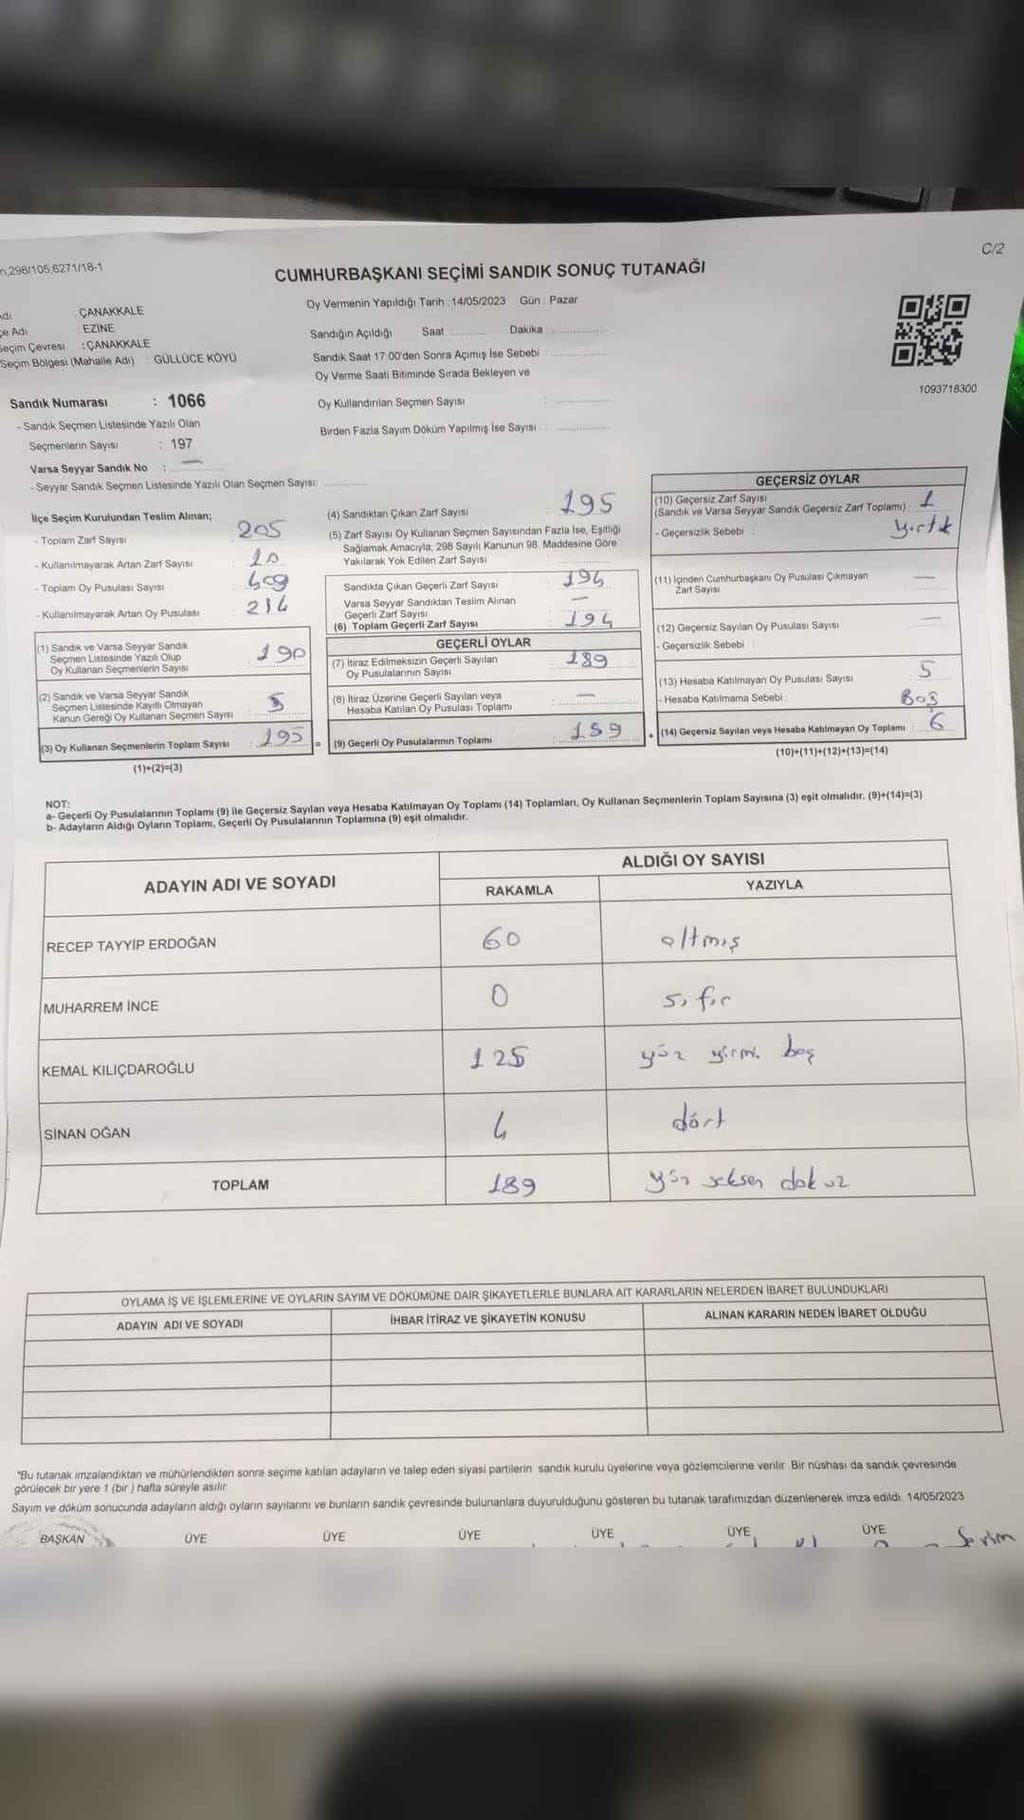 C/2
298/105,6271/18-1
CUMHURBAŞKANI SEÇİMİ SANDIK SONUÇ TUTANAĞI
Oy Vermenin Yapıldığı Tarih : 14/05/2023 Gün : Pazar
ÇANAKKALE
Adı : EZİNE
Seçim Çevresi : ÇANAKKALE
Seçim Bölgesi (Mahalle Adı) : GÜLLÜCE KÖYÜ
Sandığın Açıldığı Saat Dakika
Sandık Saat 17:00'den Sonra Açımış İse Sebebi
Oy Verme Saati Bitiminde Sırada Bekleyen ve
Oy Kullandırılan Seçmen Sayısı :
Birden Fazla Sayım Döküm Yapılmış İse Sayısı
1093718300
Sandık Numarası : 1066
- Sandık Seçmen Listesinde Yazılı Olan
Seçmenlerin Sayısı : 197
Varsa Seyyar Sandık No : —
- Seyyar Sandık Seçmen Listesinde Yazılı Olan Seçmen Sayısı:
İlçe Seçim Kurulundan Teslim Alınan;
- Toplam Zarf Sayısı 205
- Kullanılmayarak Artan Zarf Sayısı 10
- Toplam Oy Pusulası Sayısı 409
- Kullanılmayarak Artan Oy Pusulası 214
(1) Sandık ve Varsa Seyyar Sandık
Seçmen Listesinde Yazılı Olup
Oy Kullanan Seçmenlerin Sayısı 190
(2) Sandık ve Varsa Seyyar Sandık
Seçmen Listesinde Kayıtlı Olmayan
Kanun Gereği Oy Kullanan Seçmen Sayısı 5
(3) Oy Kullanan Seçmenlerin Toplam Sayısı : 195 =
(1)+(2)=(3)
(4) Sandıktan Çıkan Zarf Sayısı : 195
(5) Zarf Sayısı Oy Kullanan Seçmen Sayısından Fazla İse, Eşitliği
Sağlamak Amacıyla; 298 Sayılı Kanunun 98. Maddesine Göre
Yakılarak Yok Edilen Zarf Sayısı
Sandıkta Çıkan Geçerli Zarf Sayısı 194
Varsa Seyyar Sandıktan Teslim Alınan
Geçerli Zarf Sayısı —
(6) Toplam Geçerli Zarf Sayısı 194
GEÇERLİ OYLAR
(7) İtiraz Edilmeksizin Geçerli Sayılan
Oy Pusulalarının Sayısı 189
(8) İtiraz Üzerine Geçerli Sayılan veya
Hesaba Katılan Oy Pusulası Toplamı —
(9) Geçerli Oy Pusulalarının Toplamı 189 +
GEÇERSİZ OYLAR
(10) Geçersiz Zarf Sayısı
(Sandık ve Varsa Seyyar Sandık Geçersiz Zarf Toplamı) : 1
- Geçersizlik Sebebi : yırtık
(11) İçinden Cumhurbaşkanı Oy Pusulası Çıkmayan
Zarf Sayısı —
(12) Geçersiz Sayılan Oy Pusulası Sayısı —
- Geçersizlik Sebebi :
(13) Hesaba Katılmayan Oy Pusulası Sayısı 5
- Hesaba Katılmama Sebebi : Boş
(14) Geçersiz Sayılan veya Hesaba Katılmayan Oy Toplamı : 6
(10)+(11)+(12)+(13)=(14)
NOT:
a- Geçerli Oy Pusulalarının Toplamı (9) ile Geçersiz Sayılan veya Hesaba Katılmayan Oy Toplamı (14) Toplamları, Oy Kullanan Seçmenlerin Toplam Sayısına (3) eşit olmalıdır. (9)+(14)=(3)
b- Adayların Aldığı Oyların Toplamı, Geçerli Oy Pusulalarının Toplamına (9) eşit olmalıdır.
ADAYIN ADI VE SOYADI ALDIĞI OY SAYISI
RAKAMLA YAZIYLA
RECEP TAYYİP ERDOĞAN 60 altmış
MUHARREM İNCE 0 sıfır
KEMAL KILIÇDAROĞLU 125 yüz yirmi beş
SİNAN OĞAN 4 dört
TOPLAM 189 yüz seksen dokuz
OYLAMA İŞ VE İŞLEMLERİNE VE OYLARIN SAYIM VE DÖKÜMÜNE DAİR ŞİKAYETLERLE BUNLARA AİT KARARLARIN NELERDEN İBARET BULUNDUKLARI
ADAYIN ADI VE SOYADI İHBAR İTİRAZ VE ŞİKAYETİN KONUSU ALINAN KARARIN NEDEN İBARET OLDUĞU
"Bu tutanak imzalandıktan ve mühürlendikten sonra seçime katılan adayların ve talep eden siyasi partilerin sandık kurulu üyelerine veya gözlemcilerine verilir. Bir nüshası da sandık çevresinde
görülecek bir yere 1 (bir ) hafta süreyle asılır.
Sayım ve döküm sonucunda adayların aldığı oyların sayılarını ve bunların sandık çevresinde bulunanlara duyurulduğunu gösteren bu tutanak tarafımızdan düzenlenerek imza edildi. 14/05/2023
BAŞKAN ÜYE ÜYE ÜYE ÜYE ÜYE ÜYE